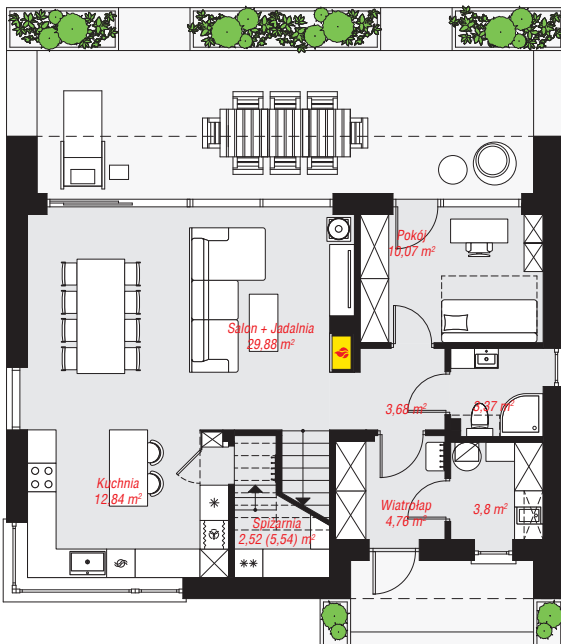 Pokój
10,07 m²
Salon + Jadalnia
29,88 m²
3,68 m²
3,37 m²
Kuchnia
12,84 m²
Wiatrołap
4,76 m²
3,8 m²
Spiżarnia
2,52 (5,54) m²